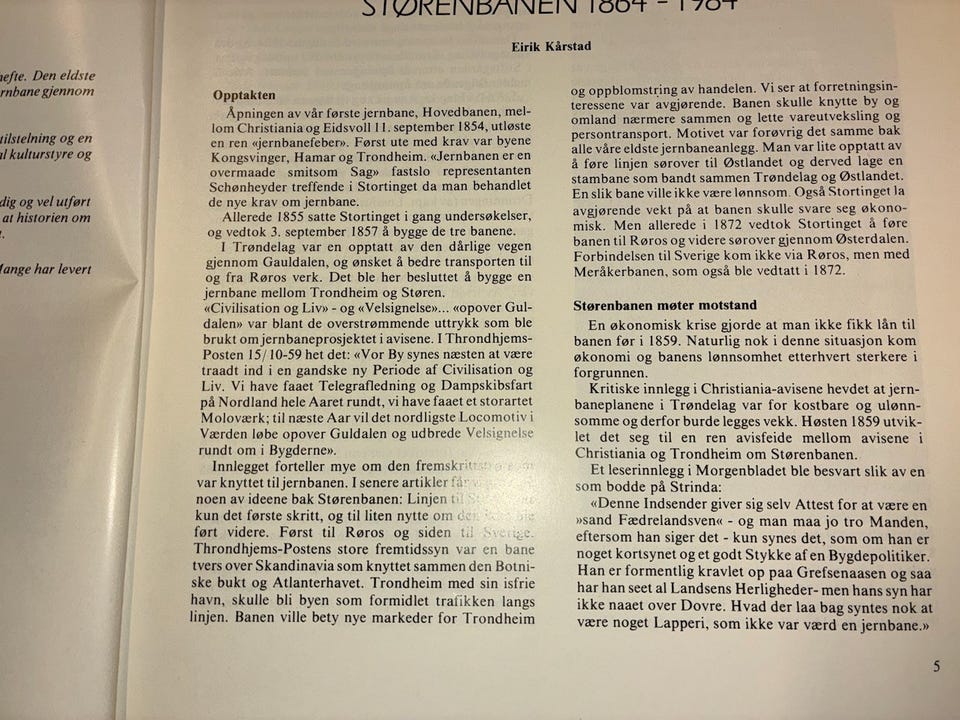 STØRENBANEN 1864 - 1984
Eirik Kårstad
hefte. Den eldste
gjennom
tilstelning og en
kulturstyre og
dig og vel utført
at historien om
har levert
Opptakten
Åpningen av vår første jernbane, Hovedbanen, mel-
lom Christiania og Eidsvoll 11. september 1854, utløste
en ren «jernbanefeber». Først ute med krav var byene
Kongsvinger, Hamar og Trondheim. «Jernbanen er en
overmaade smitsom Sag» fastslo representanten
Schønheyder treffende i Stortinget da man behandlet
de nye krav om jernbane.
Allerede 1855 satte Stortinget i gang undersøkelser,
og vedtok 3. september 1857 å bygge de tre banene.
I Trøndelag var en opptatt av den dårlige vegen
gjennom Gauldalen, og ønsket å bedre transporten til
og fra Røros verk. Det ble her besluttet å bygge en
jernbane mellom Trondheim og Støren.
«Civilisation og Liv» - og «Velsignelse»... «opover Gul-
dalen» var blant de overstrømmende uttrykk som ble
brukt om jernbaneprosjektet i avisene. I Throndhjems-
Posten 15/10-59 het det: «Vor By synes næsten at være
traadt ind i en gandske ny Periode af Civilisation og
Liv. Vi have faaet Telegrafledning og Dampskibsfart
på Nordland hele Aaret rundt, vi have faaet et storartet
Moloværk; til næste Aar vil det nordligste Locomotiv i
Værden løbe opover Guldalen og udbrede Velsignelse
rundt om i Bygderne».
Innlegget forteller mye om den
var knyttet til jernbanen. I senere artikler får
noen av ideene bak Størenbanen: Linjen til
kun det første skritt, og til liten nytte om den ikke ble
ført videre. Først til Røros og siden til Sverige.
Throndhjems-Postens store fremtidssyn var en bane
tvers over Skandinavia som knyttet sammen den Botni-
ske bukt og Atlanterhavet. Trondheim med sin isfrie
havn, skulle bli byen som formidlet trafikken langs
linjen. Banen ville bety nye markeder for Trondheim
og oppblomstring av handelen. Vi ser at forretningsin-
teressene var avgjørende. Banen skulle knytte by og
omland nærmere sammen og lette vareutveksling og
persontransport. Motivet var forøvrig det samme bak
alle våre eldste jernbaneanlegg. Man var lite opptatt av
å føre linjen sørover til Østlandet og derved lage en
stambane som bandt sammen Trøndelag og Østlandet.
En slik bane ville ikke være lønnsom. Også Stortinget la
avgjørende vekt på at banen skulle svare seg økono-
misk. Men allerede i 1872 vedtok Stortinget å føre
banen til Røros og videre sørover gjennom Østerdalen.
Forbindelsen til Sverige kom ikke via Røros, men med
Meråkerbanen, som også ble vedtatt i 1872.
Størenbanen møter motstand
En økonomisk krise gjorde at man ikke fikk lån til
banen før i 1859. Naturlig nok i denne situasjon kom
økonomi og banens lønnsomhet etterhvert sterkere i
forgrunnen.
Kritiske innlegg i Christiania-avisene hevdet at jern-
baneplanene i Trøndelag var for kostbare og ulønn-
somme og derfor burde legges vekk. Høsten 1859 utvik-
let det seg til en ren avisfeide mellom avisene i
Christiania og Trondheim om Størenbanen.
Et leserinnlegg i Morgenbladet ble besvart slik av en
som bodde på Strinda:
«Denne Indsender giver sig selv Attest for at være en
»sand Fædrelandsven« - og man maa jo tro Manden,
eftersom han siger det - kun synes det, som om han er
noget kortsynet og et godt Stykke af en Bygdepolitiker.
Han er formentlig kravlet op paa Grefsenaasen og saa
har han seet al Landsens Herligheder- men hans syn har
ikke naaet over Dovre. Hvad der laa bag syntes nok at
være noget Lapperi, som ikke var værd en jernbane.»
5